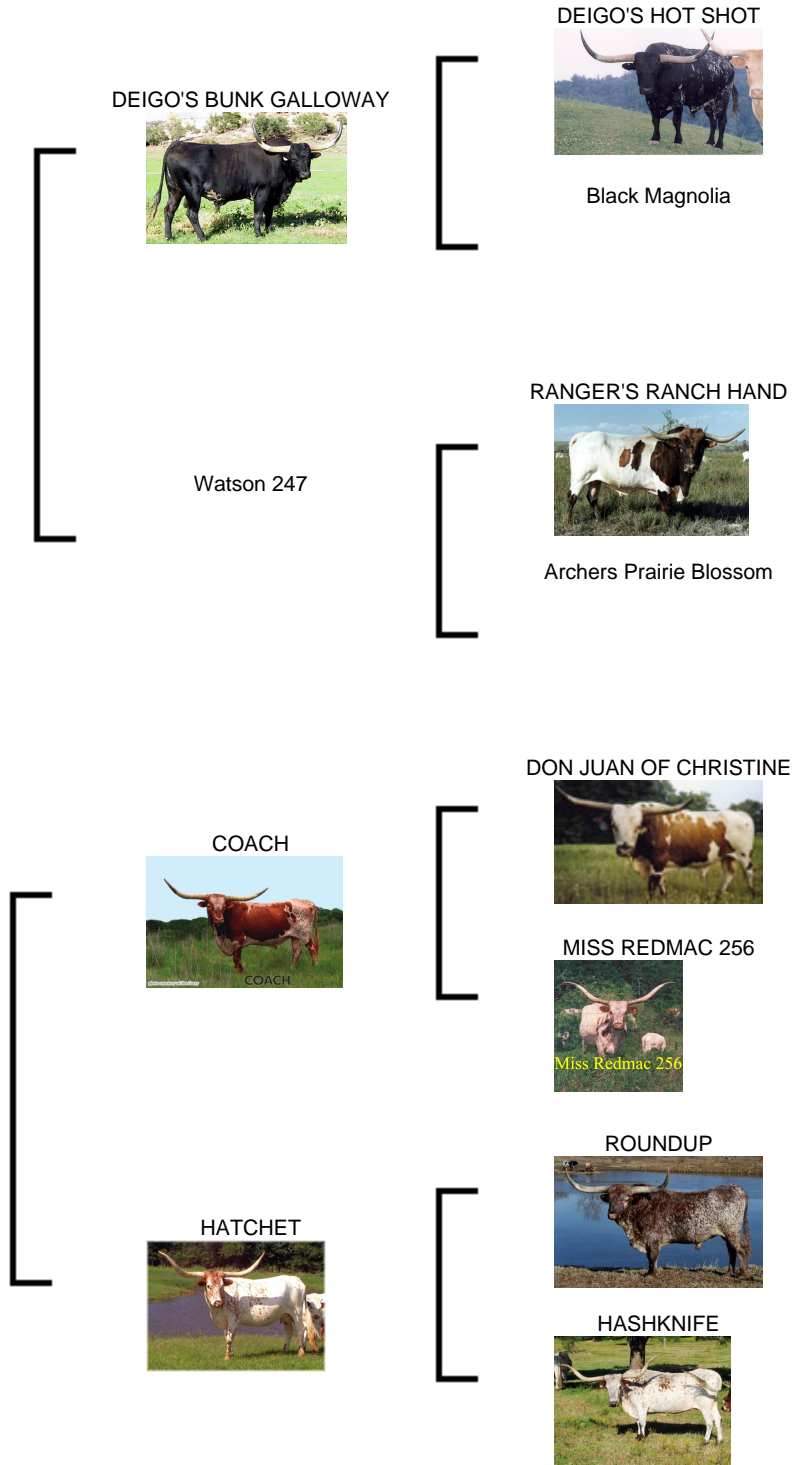 DEIGO'S HOT SHOT
DEIGO'S BUNK GALLOWAY
Black Magnolia
RANGER'S RANCH HAND
Watson 247
Archers Prairie Blossom
DON JUAN OF CHRISTINE
COACH
COACH
MISS REDMAC 256
Miss Redmac 256
ROUNDUP
HATCHET
HASHKNIFE